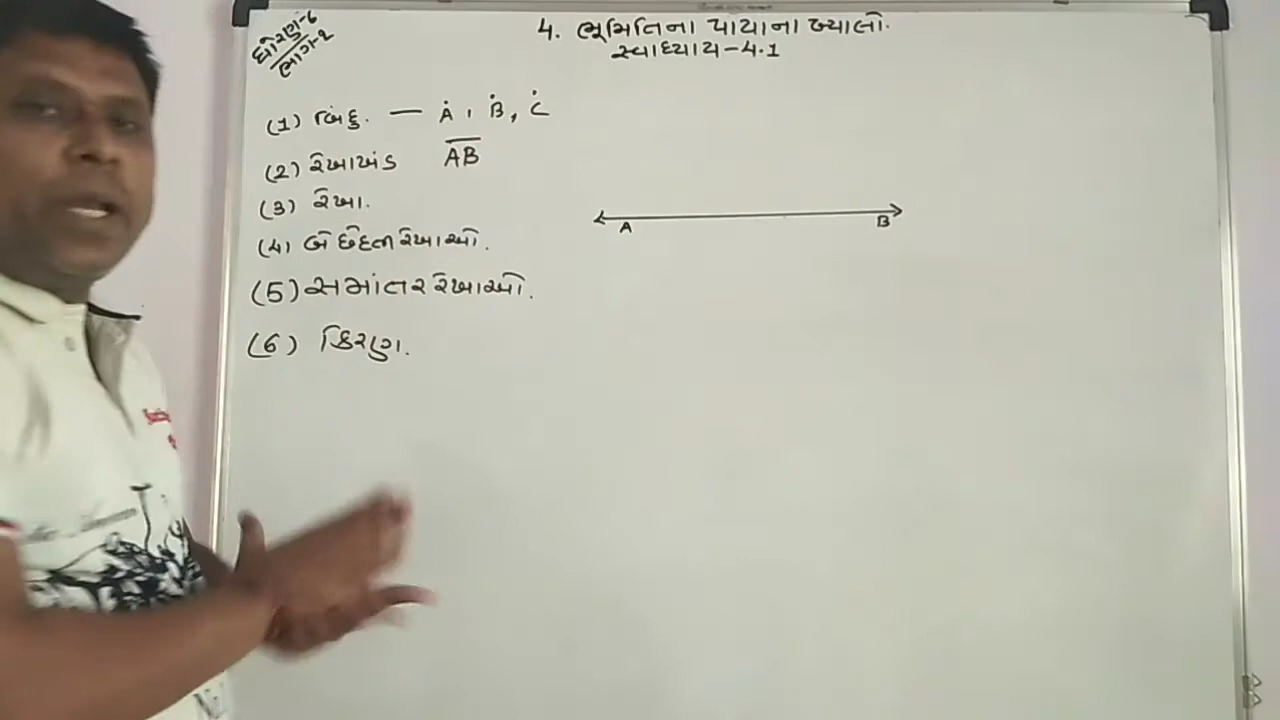 ધોરણ-6
ભાગ-2
4. ભૂમિતિના પાયાના ખ્યાલો.
સ્વાધ્યાય-4.1
(1) બિંદુ. — A, B, C
(2) રેખાખંડ AB
(3) રેખા.
(4) બે છેદતી રેખાઓ.
(5) સમાંતર રેખાઓ.
(6) કિરણ.
A B